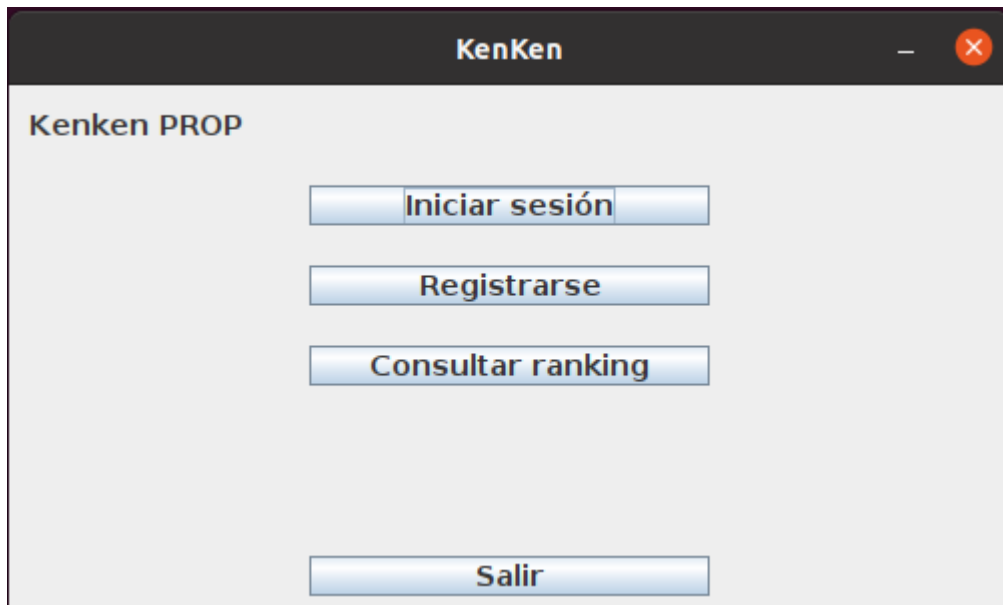 KenKen
Kenken PROP
Iniciar sesión
Registrarse
Consultar ranking
Salir